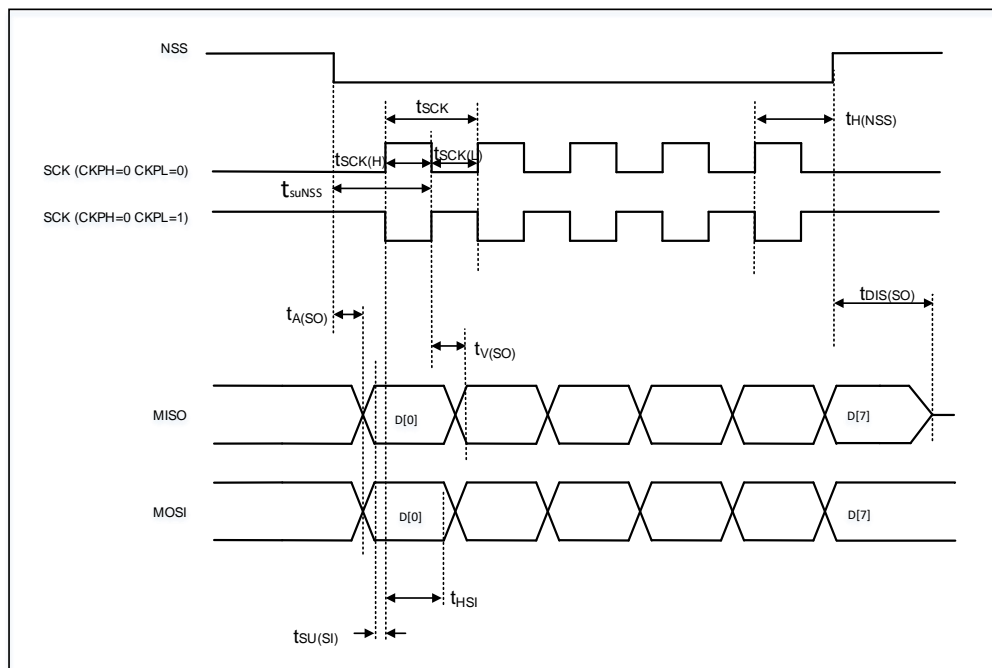 NSS
tSCK
tH(NSS)
tSCK(H)
tSCK(L)
SCK (CKPH=0 CKPL=0)
tsuNSS
SCK (CKPH=0 CKPL=1)
tDIS(SO)
tA(SO)
tV(SO)
MISO
D[0]
D[7]
MOSI
D[0]
D[7]
tHSI
tSU(SI)